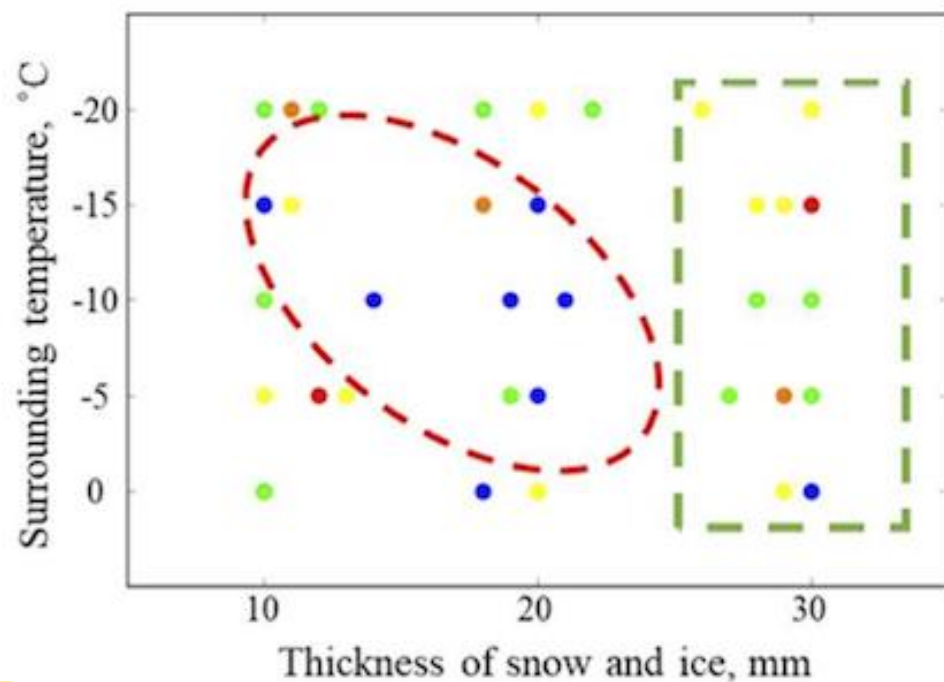 Surrounding temperature, °C
-20
-15
-10
-5
0
10 20 30
Thickness of snow and ice, mm